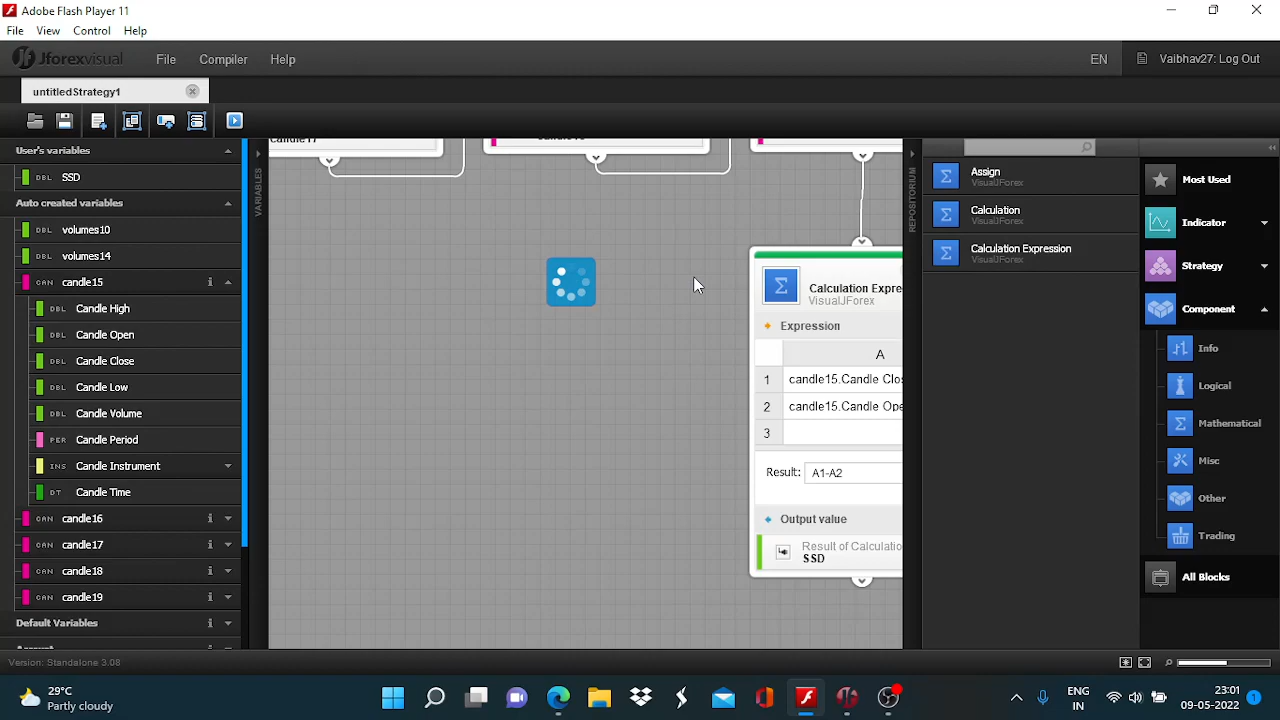 Adobe Flash Player 11
File View Control Help
Jforexvisual File Compiler Help EN Vaibhav27: Log Out
untitledStrategy1
User's variables
DBL SSD
Auto created variables
DBL volumes13
DBL volumes14
CAN candle15
DBL Candle High
DBL Candle Open
DBL Candle Close
DBL Candle Low
DBL Candle Volume
PER Candle Period
INS Candle Instrument
DT Candle Time
CAN candle16
CAN candle17
CAN candle18
CAN candle19
Default Variables
Version: Standalone 3.08
VARIABLES
Candle17
Calculation Expre
VisualJForex
Expression
A
1 candle15.Candle Clos
2 candle15.Candle Ope
3
Result: A1-A2
Output value
Result of Calculatio
SSD
REPOSITORIUM
Assign
VisualJForex
Calculation
VisualJForex
Calculation Expression
VisualJForex
Most Used
Indicator
Strategy
Component
Info
Logical
Mathematical
Misc
Other
Trading
All Blocks
29°C
Partly cloudy
ENG
IN
23:07
09-05-2022
1